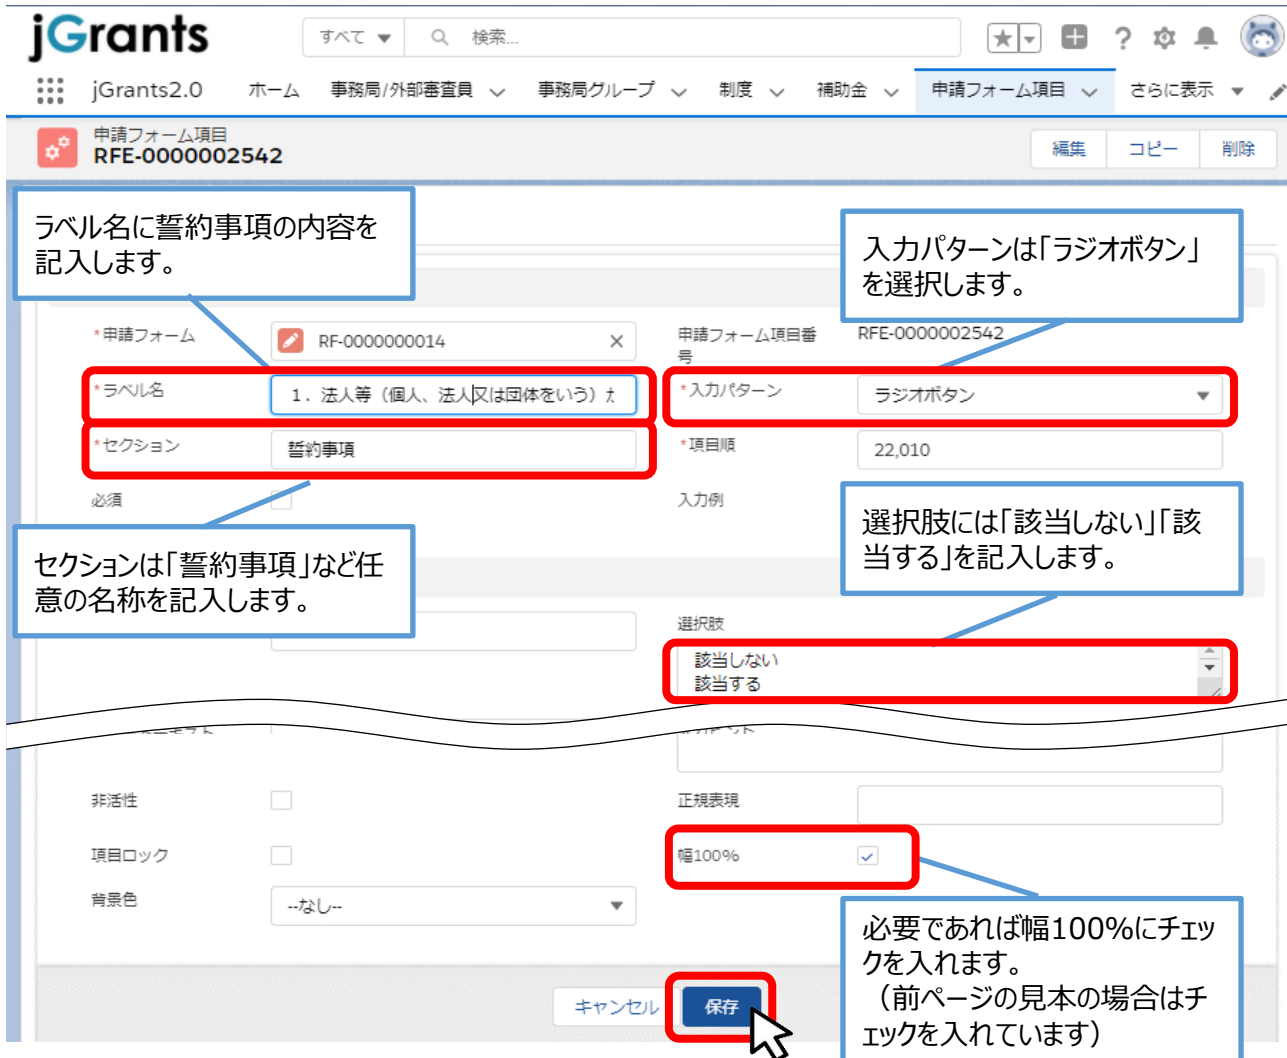 jGrants
すべて
検索...
jGrants2.0
ホーム
事務局/外部審査員
事務局グループ
制度
補助金
申請フォーム項目
さらに表示
申請フォーム項目
RFE-0000002542
編集
コピー
削除
ラベル名に誓約事項の内容を
記入します。
入力パターンは「ラジオボタン」
を選択します。
*申請フォーム
RF-0000000014
申請フォーム項目番
号
RFE-0000002542
*ラベル名
1．法人等（個人、法人又は団体をいう）
*入力パターン
ラジオボタン
*セクション
誓約事項
*項目順
22,010
必須
入力例
選択肢には「該当しない」「該
当する」を記入します。
セクションは「誓約事項」など任
意の名称を記入します。
選択肢
該当しない
該当する
非活性
正規表現
項目ロック
幅100%
背景色
--なし--
必要であれば幅100%にチェッ
クを入れます。
（前ページの見本の場合はチ
ェックを入れています）
キャンセル
保存